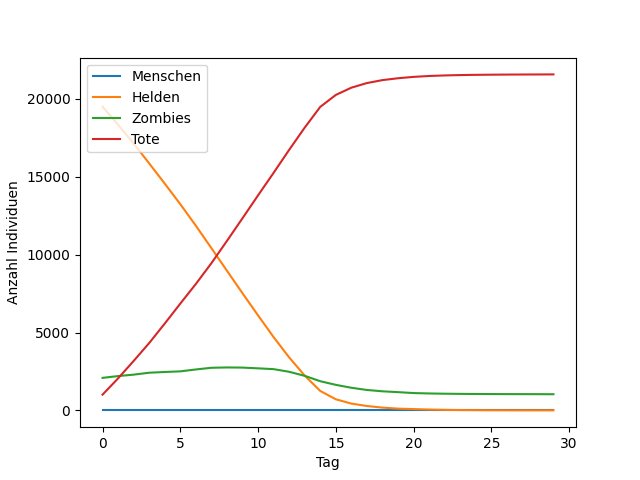 Menschen
Helden
Zombies
Tote
Anzahl Individuen
20000
15000
10000
5000
0
0 5 10 15 20 25 30
Tag